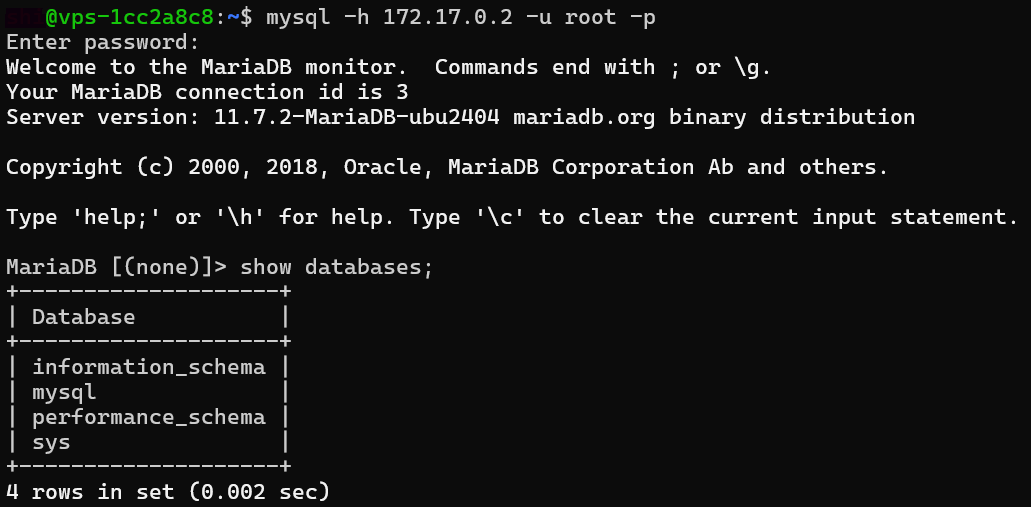 @vps-1cc2a8c8:~$ mysql -h 172.17.0.2 -u root -p
Enter password:
Welcome to the MariaDB monitor.  Commands end with ; or \g.
Your MariaDB connection id is 3
Server version: 11.7.2-MariaDB-ubu2404 mariadb.org binary distribution

Copyright (c) 2000, 2018, Oracle, MariaDB Corporation Ab and others.

Type 'help;' or '\h' for help. Type '\c' to clear the current input statement.

MariaDB [(none)]> show databases;
+--------------------+
| Database           |
+--------------------+
| information_schema |
| mysql              |
| performance_schema |
| sys                |
+--------------------+
4 rows in set (0.002 sec)